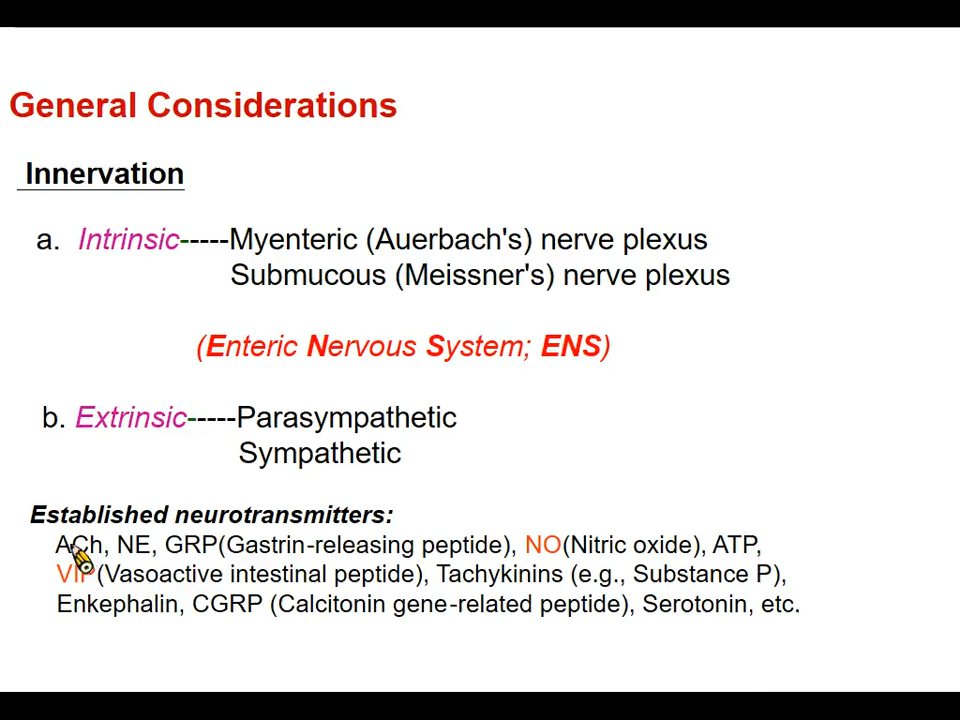 General Considerations
Innervation
a. Intrinsic-----Myenteric (Auerbach's) nerve plexus
Submucous (Meissner's) nerve plexus
(Enteric Nervous System; ENS)
b. Extrinsic-----Parasympathetic
Sympathetic
Established neurotransmitters:
ACh, NE, GRP(Gastrin-releasing peptide), NO(Nitric oxide), ATP,
VIP(Vasoactive intestinal peptide), Tachykinins (e.g., Substance P),
Enkephalin, CGRP (Calcitonin gene-related peptide), Serotonin, etc.